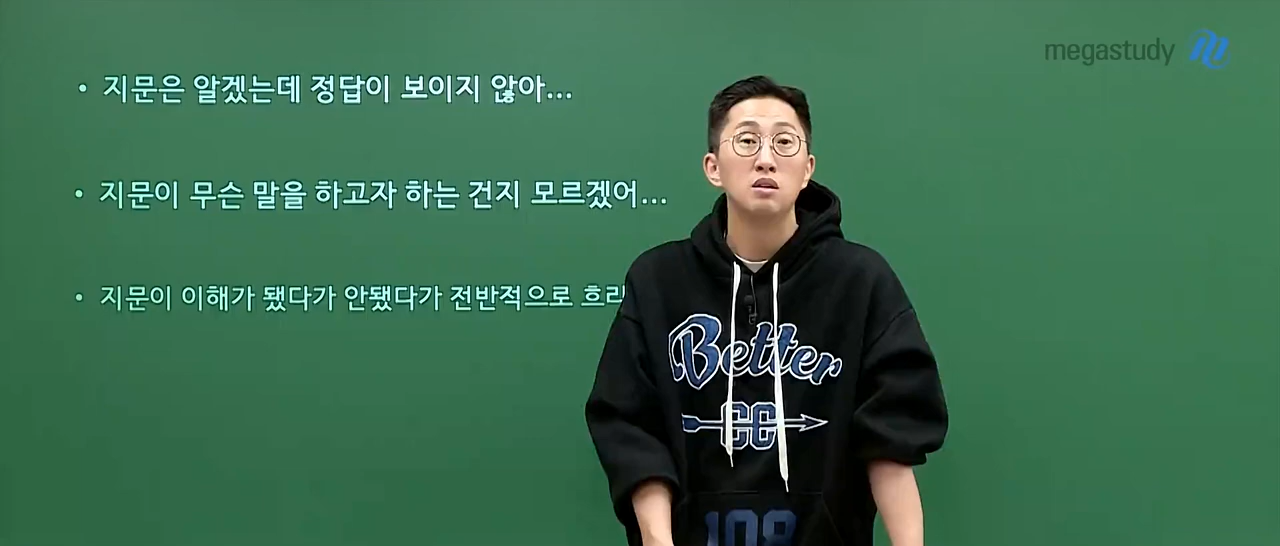 megastudy
• 지문은 알겠는데 정답이 보이지 않아...
• 지문이 무슨 말을 하고자 하는 건지 모르겠어...
• 지문이 이해가 됐다가 안됐다가 전반적으로
Better
CC
108